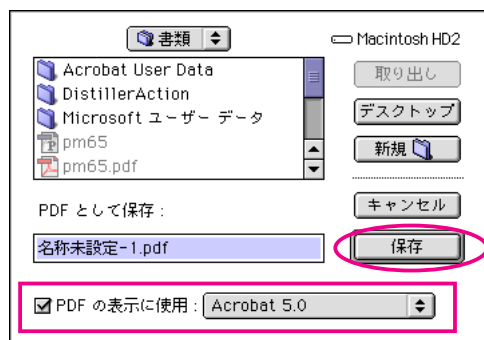 書類
Macintosh HD2
Acrobat User Data
DistillerAction
Microsoft ユーザー データ
pm65
pm65.pdf
取り出し
デスクトップ
新規
PDF として保存 :
キャンセル
名称未設定-1.pdf
保存
PDF の表示に使用 : Acrobat 5.0